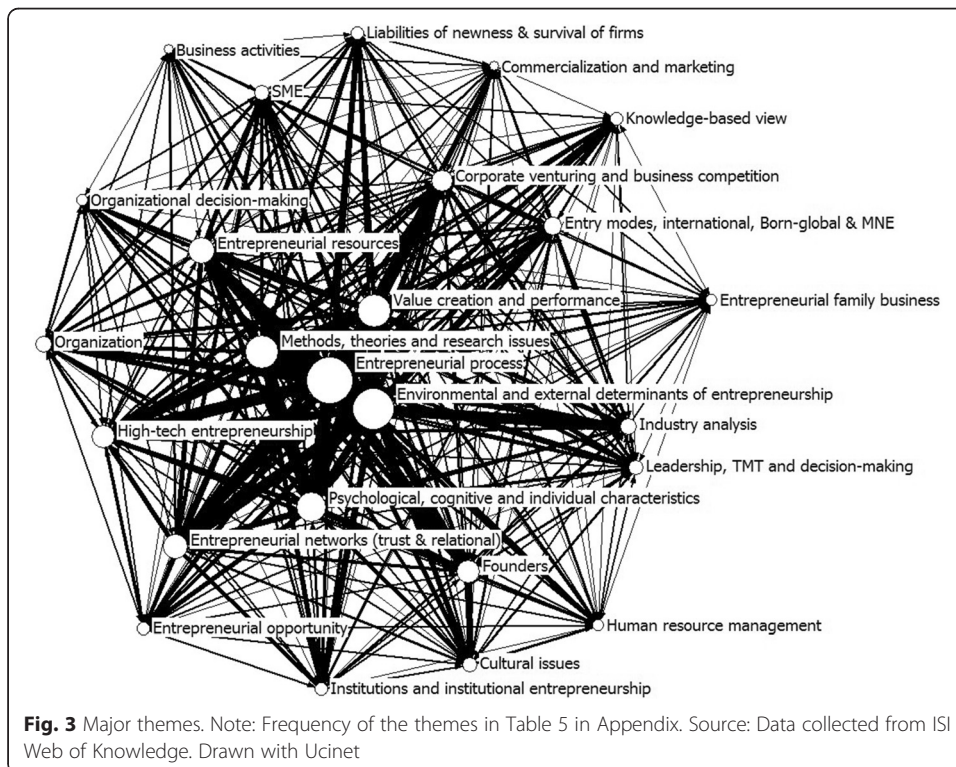 Liabilities of newness & survival of firms
Business activities
Commercialization and marketing
SME
Knowledge-based view
Corporate venturing and business competition
Organizational decision-making
Entry modes, international, Born-global & MNE
Entrepreneurial resources
Value creation and performance
Entrepreneurial family business
Organization
Methods, theories and research issues
Entrepreneurial process
Environmental and external determinants of entrepreneurship
Industry analysis
High-tech entrepreneurship
Leadership, TMT and decision-making
Psychological, cognitive and individual characteristics
Entrepreneurial networks (trust & relational)
Founders
Entrepreneurial opportunity
Human resource management
Cultural issues
Institutions and institutional entrepreneurship
Fig. 3 Major themes. Note: Frequency of the themes in Table 5 in Appendix. Source: Data collected from ISI
Web of Knowledge. Drawn with Ucinet